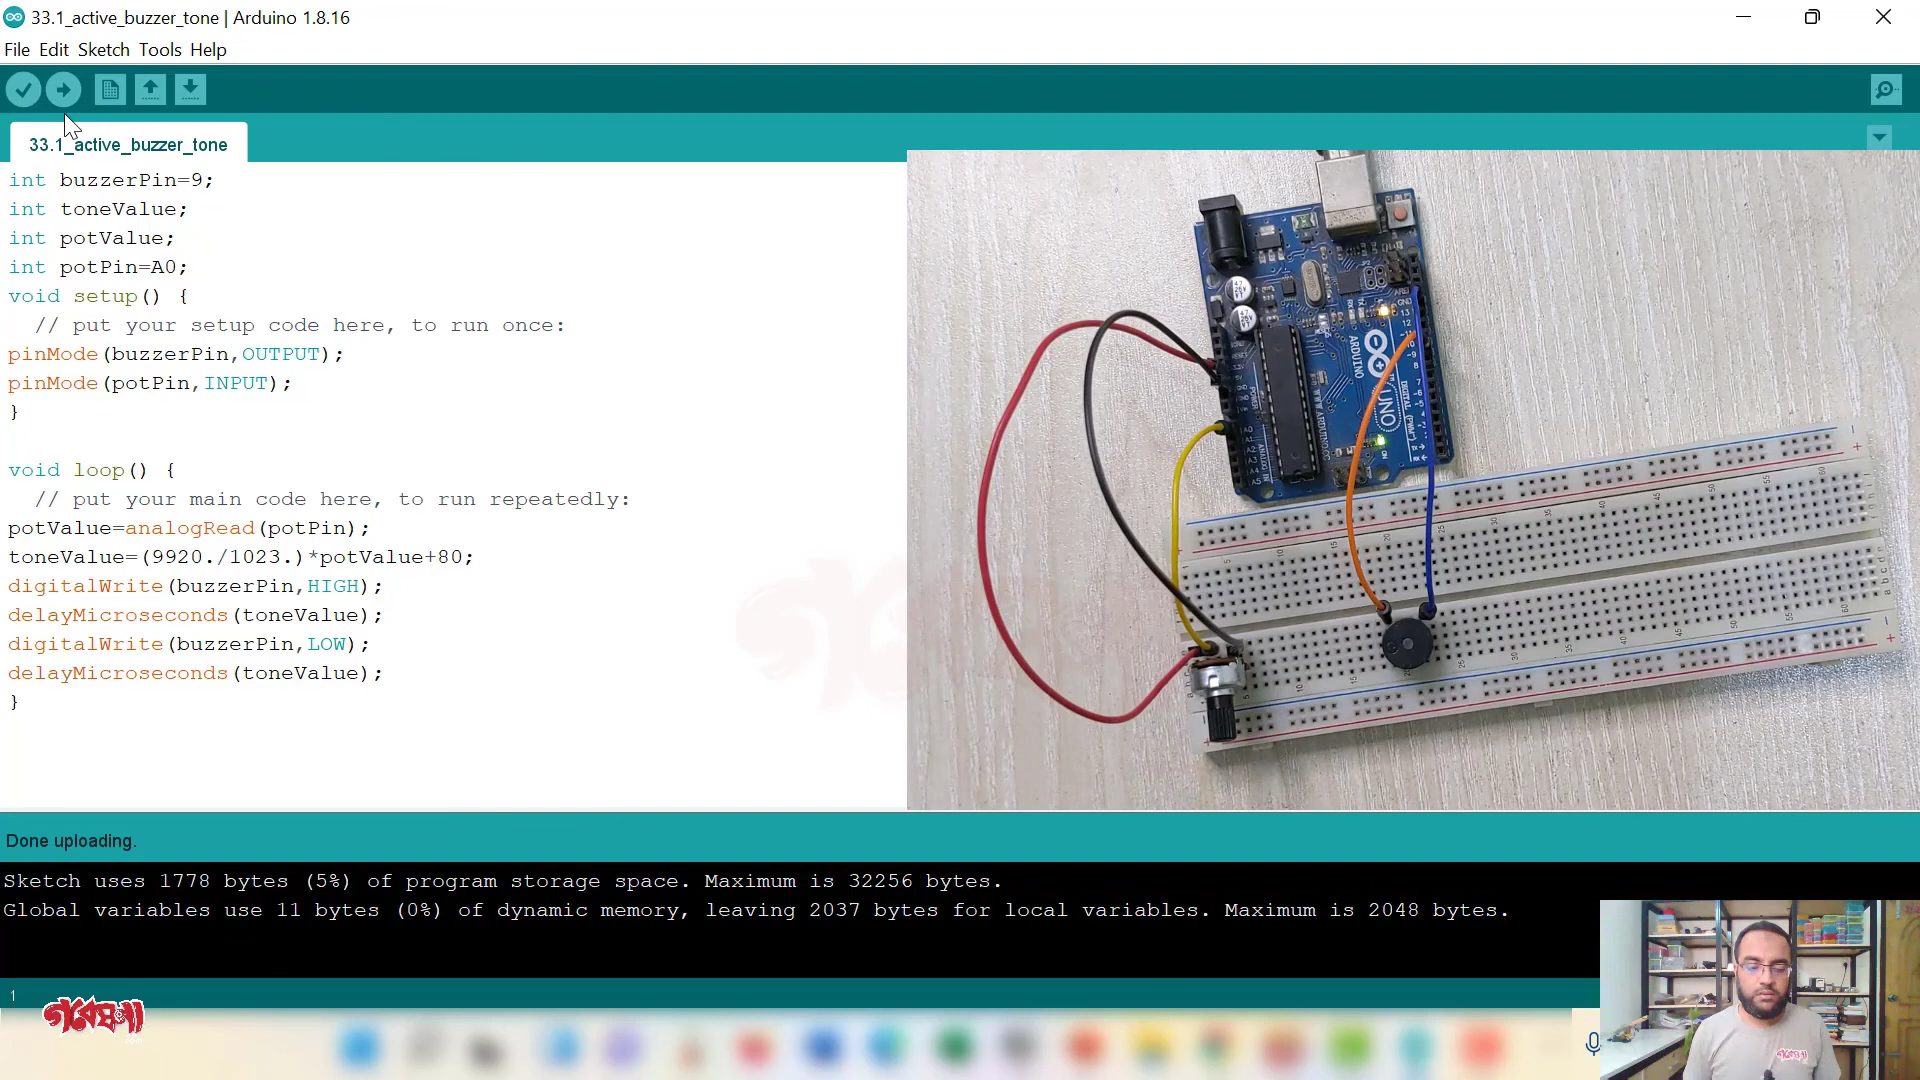 33.1_active_buzzer_tone | Arduino 1.8.16
File Edit Sketch Tools Help
33.1_active_buzzer_tone
int buzzerPin=9;
int toneValue;
int potValue;
int potPin=A0;
void setup() {
// put your setup code here, to run once:
pinMode(buzzerPin,OUTPUT);
pinMode(potPin,INPUT);
}
void loop() {
// put your main code here, to run repeatedly:
potValue=analogRead(potPin);
toneValue=(9920./1023.)*potValue+80;
digitalWrite(buzzerPin,HIGH);
delayMicroseconds(toneValue);
digitalWrite(buzzerPin,LOW);
delayMicroseconds(toneValue);
}
ARDUINO
UNO
Done uploading.
Sketch uses 1778 bytes (5%) of program storage space. Maximum is 32256 bytes.
Global variables use 11 bytes (0%) of dynamic memory, leaving 2037 bytes for local variables. Maximum is 2048 bytes.
1
গবেষণা